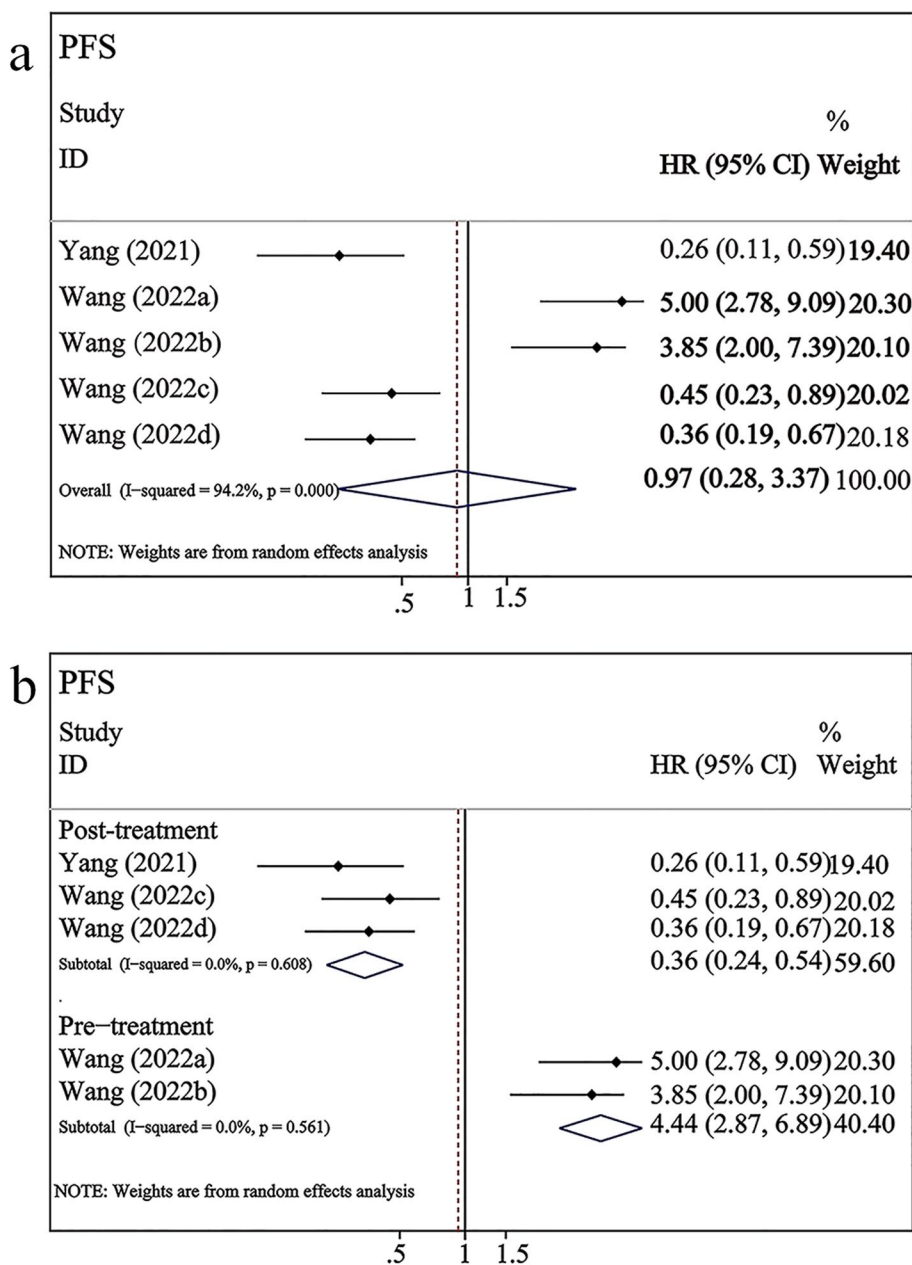 a
PFS
Study
%
ID
HR (95% CI) Weight
Yang (2021) 0.26 (0.11, 0.59) 19.40
Wang (2022a) 5.00 (2.78, 9.09) 20.30
Wang (2022b) 3.85 (2.00, 7.39) 20.10
Wang (2022c) 0.45 (0.23, 0.89) 20.02
Wang (2022d) 0.36 (0.19, 0.67) 20.18
Overall (I−squared = 94.2%, p = 0.000) 0.97 (0.28, 3.37) 100.00
NOTE: Weights are from random effects analysis
.5 1 1.5
b
PFS
Study %
ID HR (95% CI) Weight
Post-treatment
Yang (2021) 0.26 (0.11, 0.59) 19.40
Wang (2022c) 0.45 (0.23, 0.89) 20.02
Wang (2022d) 0.36 (0.19, 0.67) 20.18
Subtotal (I−squared = 0.0%, p = 0.608) 0.36 (0.24, 0.54) 59.60
.
Pre−treatment
Wang (2022a) 5.00 (2.78, 9.09) 20.30
Wang (2022b) 3.85 (2.00, 7.39) 20.10
Subtotal (I−squared = 0.0%, p = 0.561) 4.44 (2.87, 6.89) 40.40
NOTE: Weights are from random effects analysis
.5 1 1.5